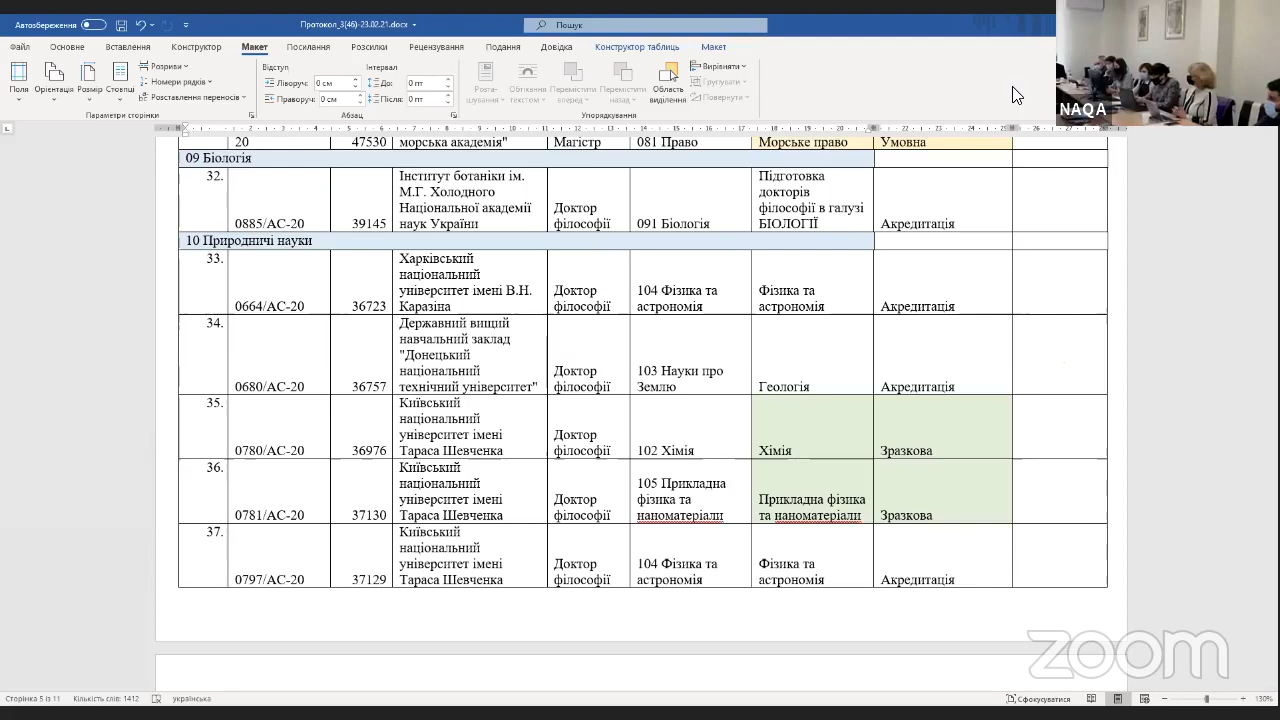 Автозбереження
Протокол_3(46)-23.02.21.docx
Пошук
Файл Основне Вставлення Конструктор Макет Посилання Розсилки Рецензування Подання Довідка Конструктор таблиць Макет
Поля
Орієнтація
Розмір
Стовпці
Розриви
Номери рядків
Розставлення переносів
Параметри сторінки
Відступ
Ліворуч: 0 см
Праворуч: 0 см
Інтервал
До: 0 пт
Після: 0 пт
Абзац
Розта-
шування
Обтікання
текстом
Перемістити
вперед
Перемістити
назад
Область
виділення
Вирівняти
Групувати
Повернути
Упорядкування
NAQA
20 47530 морська академія" Магістр 081 Право Морське право Умовна
09 Біологія
32.
0885/АС-20
39145
Інститут ботаніки ім.
М.Г. Холодного
Національної академії
наук України
Доктор
філософії
091 Біологія
Підготовка
докторів
філософії в галузі
БІОЛОГІЇ
Акредитація
10 Природничі науки
33.
0664/АС-20
36723
Харківський
національний
університет імені В.Н.
Каразіна
Доктор
філософії
104 Фізика та
астрономія
Фізика та
астрономія
Акредитація
34.
0680/АС-20
36757
Державний вищий
навчальний заклад
"Донецький
національний
технічний університет"
Доктор
філософії
103 Науки про
Землю
Геологія
Акредитація
35.
0780/АС-20
36976
Київський
національний
університет імені
Тараса Шевченка
Доктор
філософії
102 Хімія
Хімія
Зразкова
36.
0781/АС-20
37130
Київський
національний
університет імені
Тараса Шевченка
Доктор
філософії
105 Прикладна
фізика та
наноматеріали
Прикладна фізика
та наноматеріали
Зразкова
37.
0797/АС-20
37129
Київський
національний
університет імені
Тараса Шевченка
Доктор
філософії
104 Фізика та
астрономія
Фізика та
астрономія
Акредитація
zoom
Сторінка 5 із 11 Кількість слів: 1412 українська
Сфокусуватися
130%